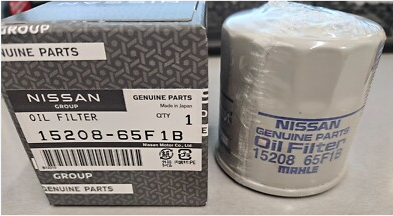 GROUP
GENUINE PARTS
NISSAN
GROUP
GENUINE PARTS
Made in Japan
OIL FILTER
Q'TY 1
15208-65F1B
Nissan Motor Co., Ltd.
GROUP
GENUINE PARTS
NISSAN
GENUINE PARTS
Oil Filter
15208 65F1B
MAHLE